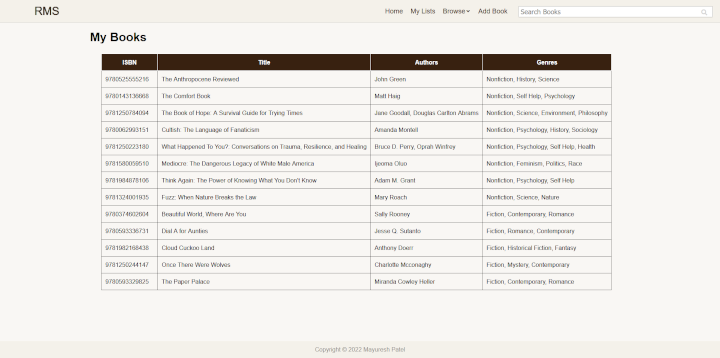 RMS Home My Lists Browse Add Book Search Books
My Books
ISBN Title Authors Genres
9780525555216 The Anthropocene Reviewed John Green Nonfiction, History, Science
9780143136668 The Comfort Book Matt Haig Nonfiction, Self Help, Psychology
9781250784094 The Book of Hope: A Survival Guide for Trying Times Jane Goodall, Douglas Carlton Abrams Nonfiction, Science, Environment, Philosophy
9780062993151 Cultish: The Language of Fanaticism Amanda Montell Nonfiction, Psychology, History, Sociology
9781250223180 What Happened To You?: Conversations on Trauma, Resilience, and Healing Bruce D. Perry, Oprah Winfrey Nonfiction, Psychology, Self Help, Health
9781580059510 Mediocre: The Dangerous Legacy of White Male America Ijeoma Oluo Nonfiction, Feminism, Politics, Race
9781984878106 Think Again: The Power of Knowing What You Don't Know Adam M. Grant Nonfiction, Psychology, Self Help
9781324001935 Fuzz: When Nature Breaks the Law Mary Roach Nonfiction, Science, Nature
9780374602604 Beautiful World, Where Are You Sally Rooney Fiction, Contemporary, Romance
9780593336731 Dial A for Aunties Jesse Q. Sutanto Fiction, Romance, Contemporary
9781982168438 Cloud Cuckoo Land Anthony Doerr Fiction, Historical Fiction, Fantasy
9781250244147 Once There Were Wolves Charlotte McConaghy Fiction, Mystery, Contemporary
9780593329825 The Paper Palace Miranda Cowley Heller Fiction, Contemporary, Romance
Copyright © 2022 Mayuresh Patel